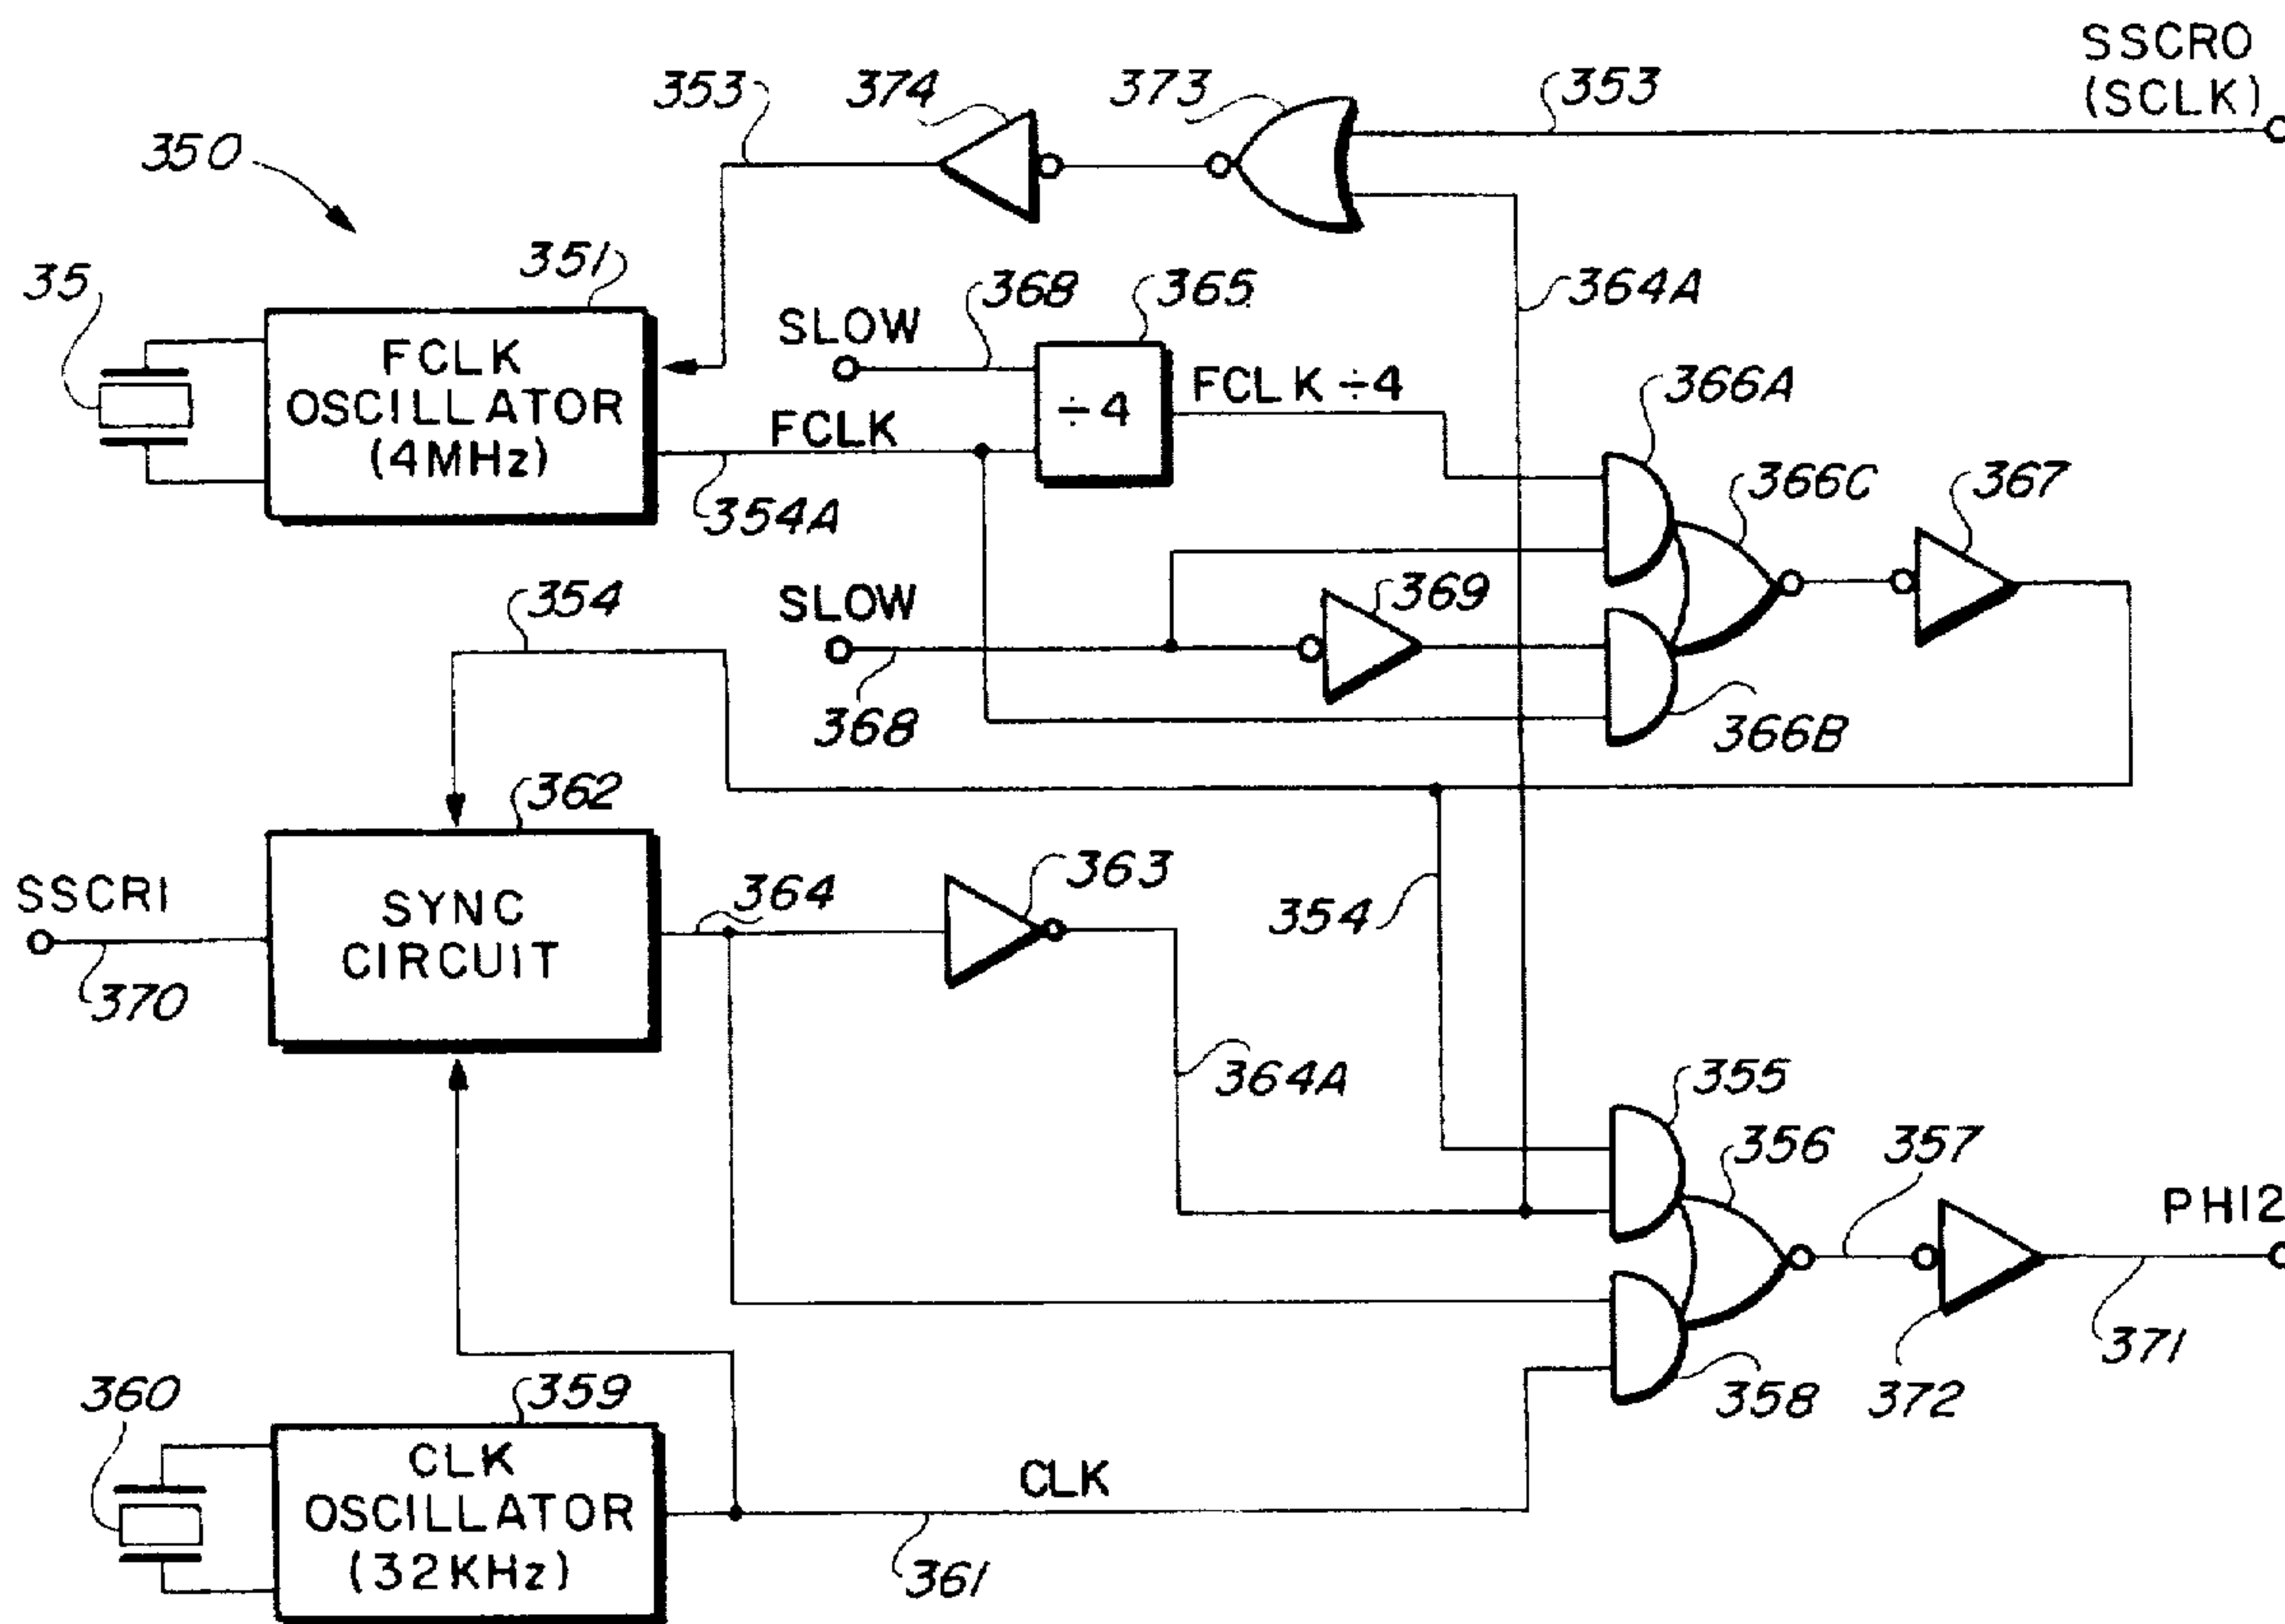 SSCRO
(SCLK)
353
374
373
353
350
351
35
368
365
364A
SLOW
FCLK
OSCILLATOR
(4MHz)
÷4
FCLK ÷4
366A
FCLK
354A
366C
367
354
SLOW
369
368
366B
362
SSCRI
370
SYNC
CIRCUIT
364
363
354
364A
355
356
357
PHI2
371
360
359
358
372
CLK
OSCILLATOR
(32KHz)
CLK
361